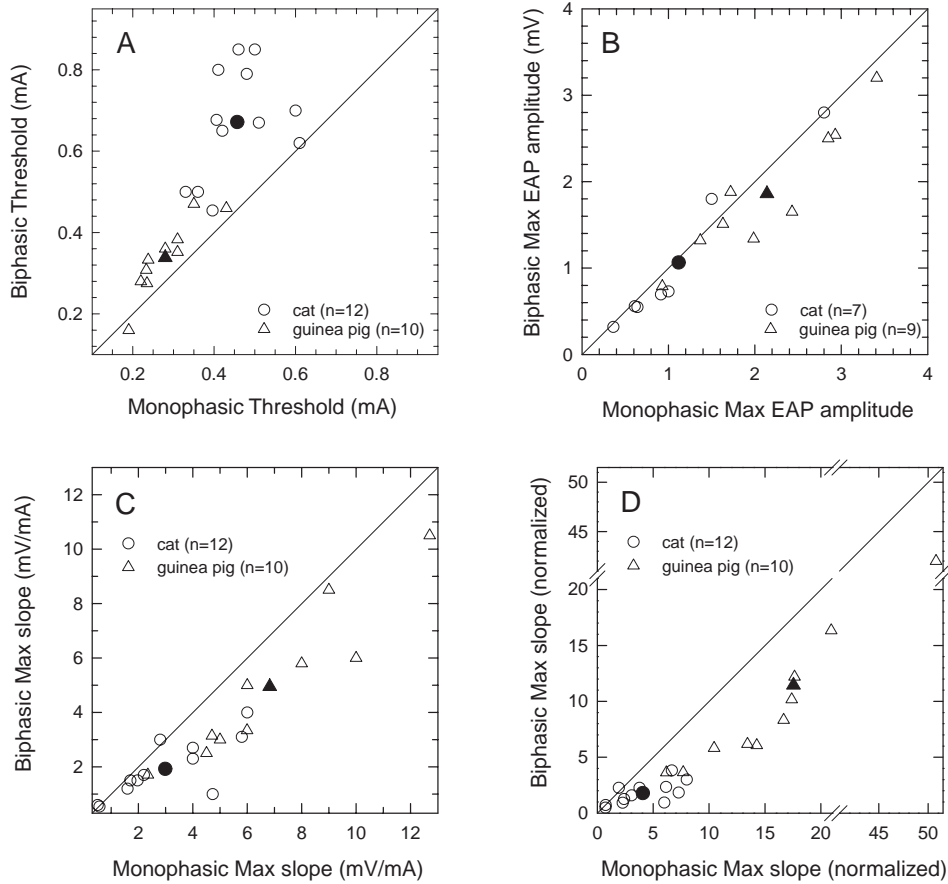 A
Biphasic Threshold (mA)
0.8
0.6
0.4
0.2
cat (n=12)
guinea pig (n=10)
0.2
0.4
0.6
0.8
Monophasic Threshold (mA)
B
Biphasic Max EAP amplitude (mV)
4
3
2
1
0
cat (n=7)
guinea pig (n=9)
0
1
2
3
4
Monophasic Max EAP amplitude
C
Biphasic Max slope (mV/mA)
12
10
8
6
4
2
cat (n=12)
guinea pig (n=10)
2
4
6
8
10
12
Monophasic Max slope (mV/mA)
D
Biphasic Max slope (normalized)
50
45
20
15
10
5
0
cat (n=12)
guinea pig (n=10)
0
5
10
15
20
45
50
Monophasic Max slope (normalized)